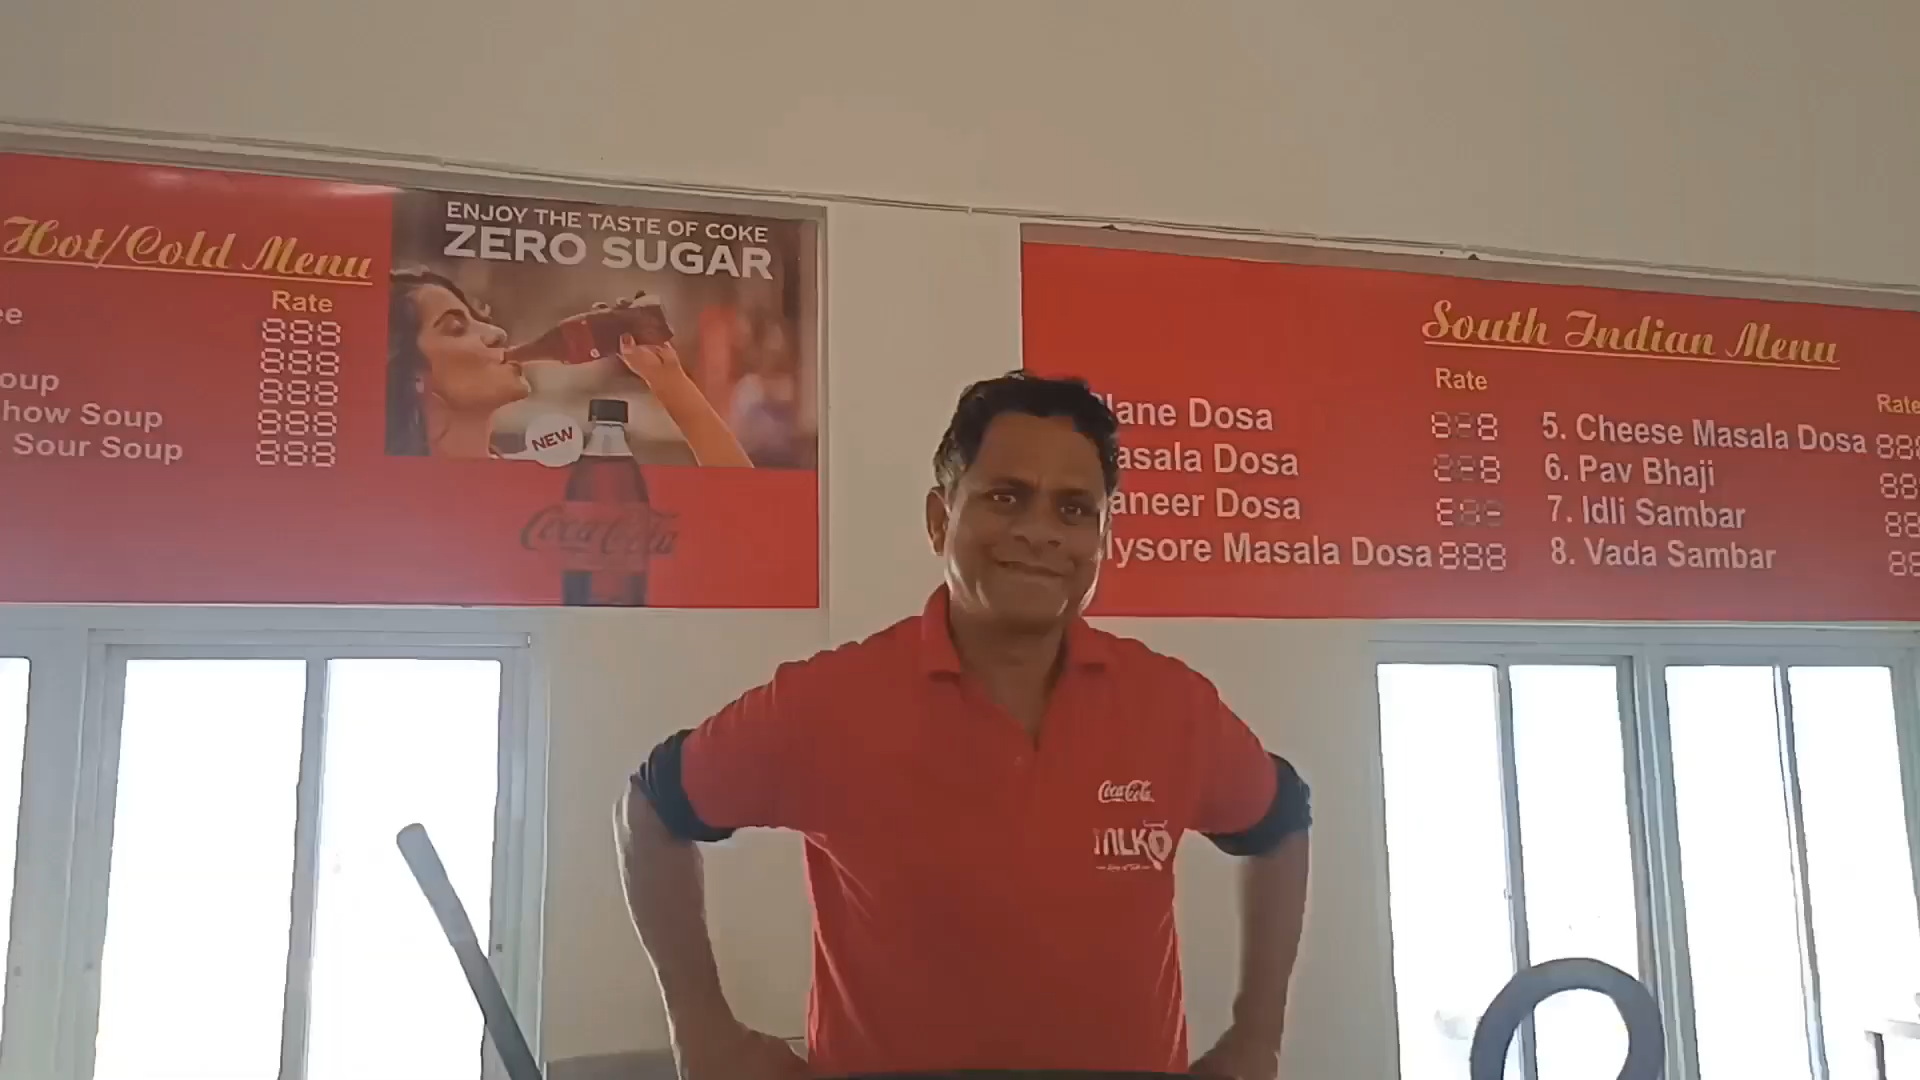 Hot/Cold Menu
Rate
888
888
888
how Soup 888
Sour Soup 888
ENJOY THE TASTE OF COKE
ZERO SUGAR
NEW
Coca-Cola
South Indian Menu
Rate
Rate
lane Dosa
asala Dosa
aneer Dosa
ysore Masala Dosa 888
5. Cheese Masala Dosa
6. Pav Bhaji
7. Idli Sambar
8. Vada Sambar
Coca-Cola